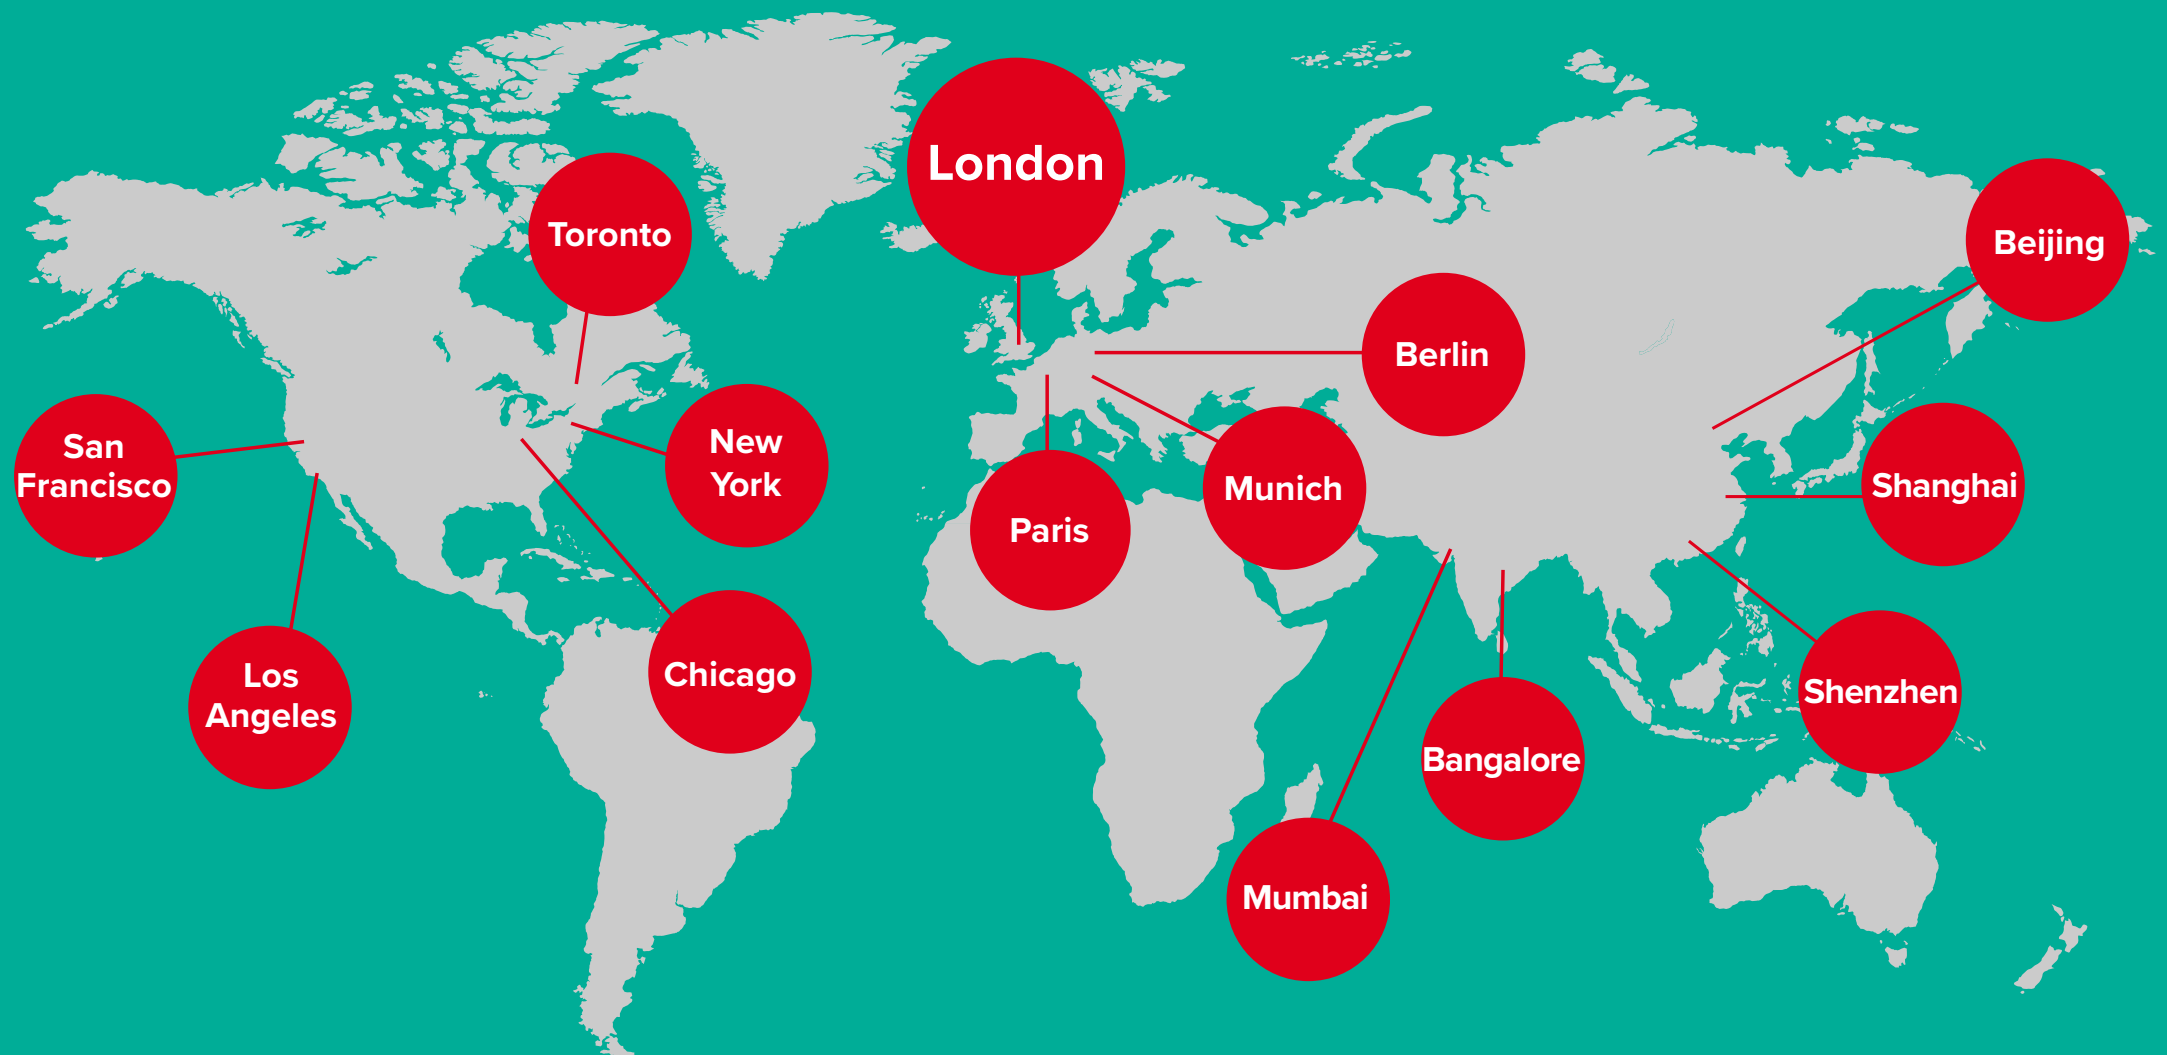 London
Toronto
Beijing
Berlin
San
Francisco
New
York
Munich
Shanghai
Paris
Los
Angeles
Chicago
Shenzhen
Bangalore
Mumbai